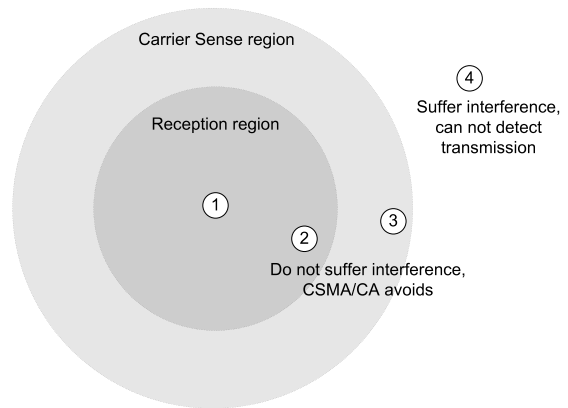 Carrier Sense region
4
Suffer interference,
can not detect
transmission
Reception region
1
2
3
Do not suffer interference,
CSMA/CA avoids